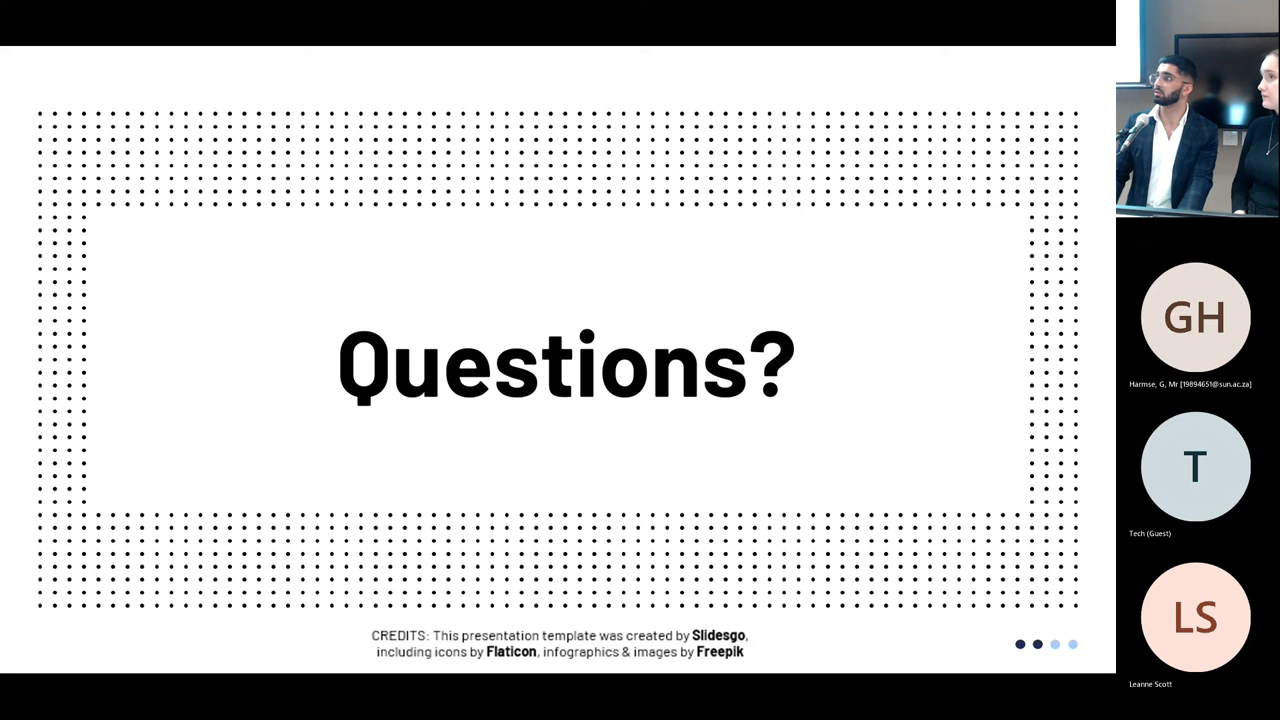 Questions?
CREDITS: This presentation template was created by Slidesgo,
including icons by Flaticon, infographics & images by Freepik
GH
Harmse, G, Mr [19894651@sun.ac.za]
T
Tech (Guest)
LS
Leanne Scott